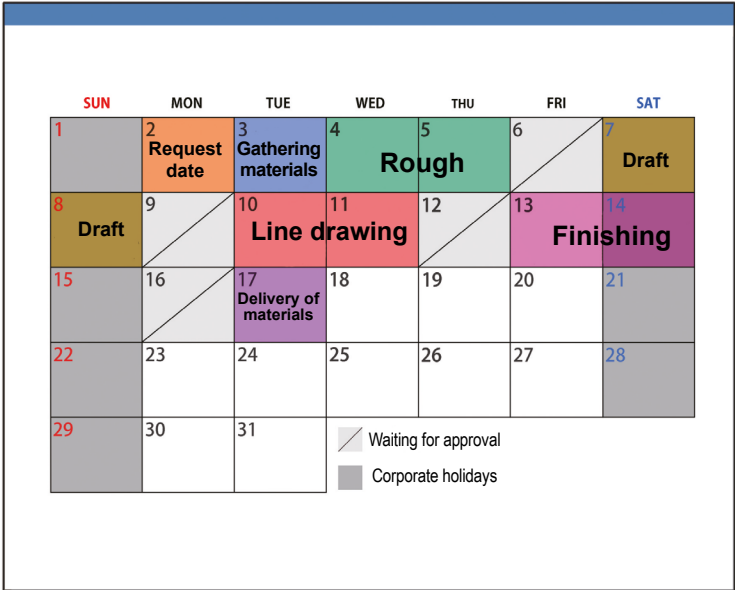 SUN MON TUE WED THU FRI SAT
1 2 3 4 5 6 7
Request date
Gathering materials
Rough
Draft
8 9 10 11 12 13 14
Draft
Line drawing
Finishing
15 16 17 18 19 20 21
Delivery of materials
22 23 24 25 26 27 28
29 30 31
Waiting for approval
Corporate holidays